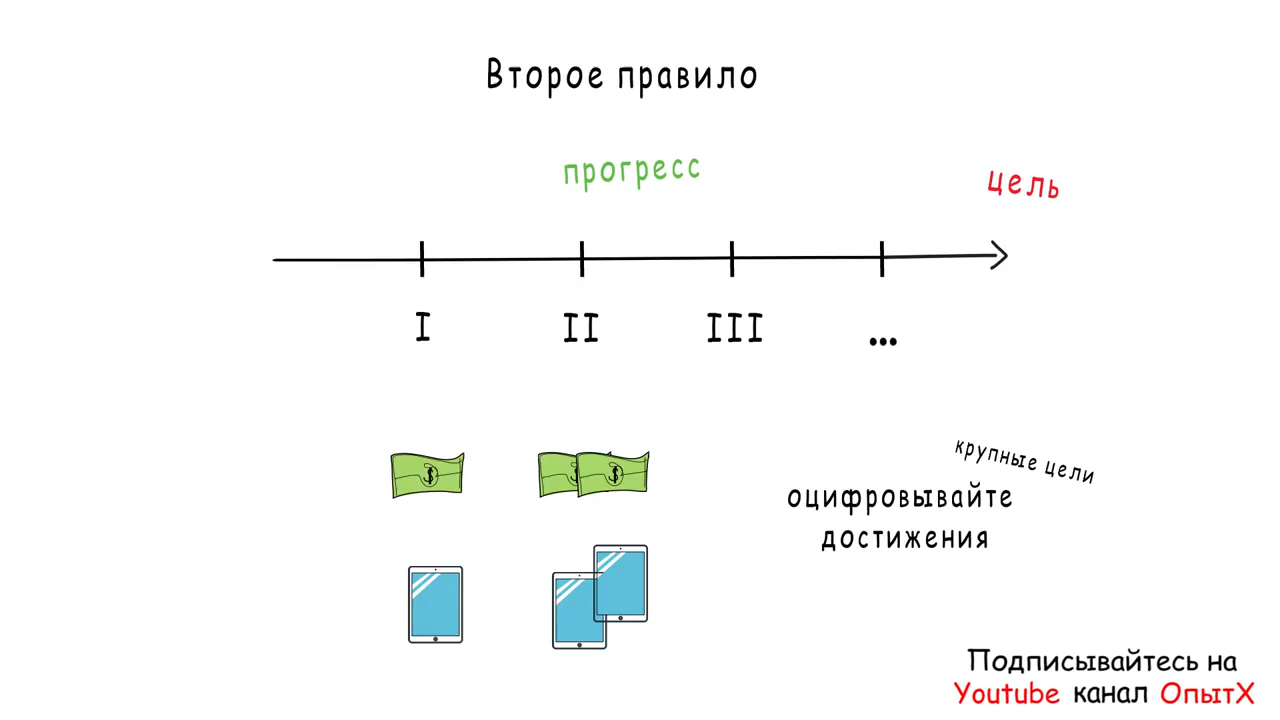 Второе правило
прогресс
цель
I II III ...
крупные цели
оцифровывайте
достижения
$ $ $
Подписывайтесь на
Youtube канал ОпытX